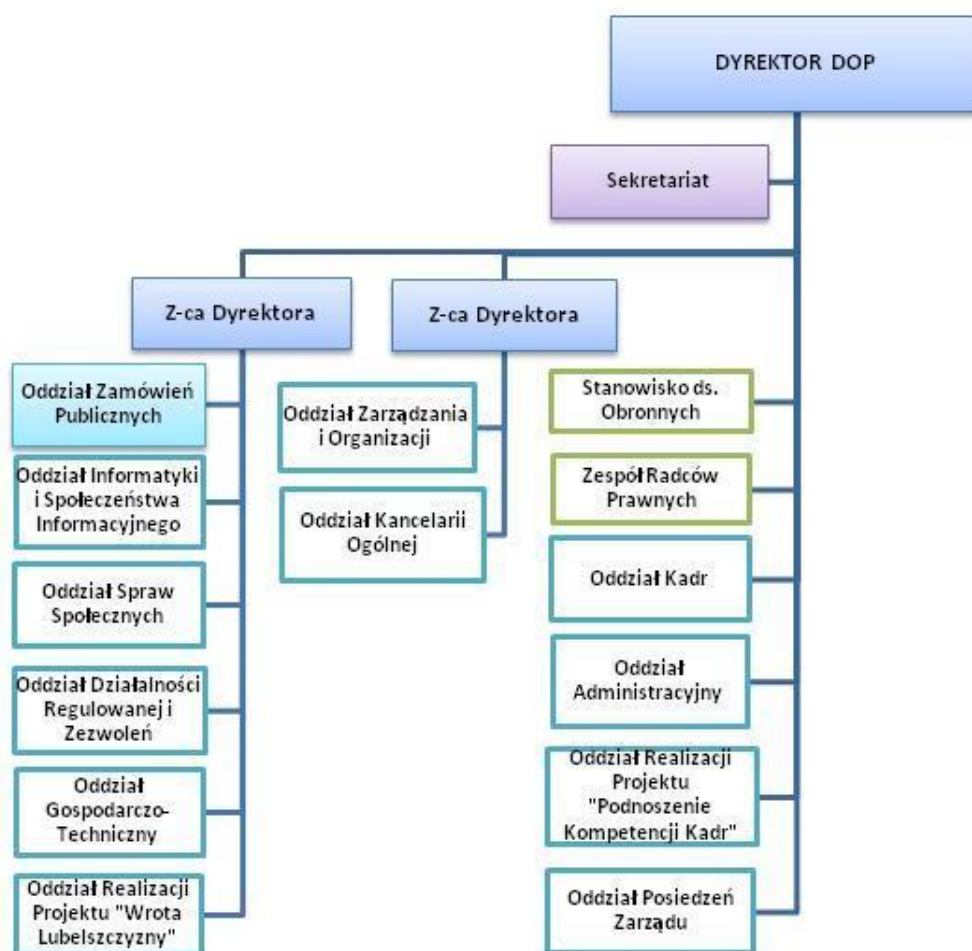 DYREKTOR DOP
Sekretariat
Z-ca Dyrektora
Z-ca Dyrektora
Oddział Zamówień
Publicznych
Oddział Informatyki
i Społeczeństwa
Informacyjnego
Oddział Spraw
Społecznych
Oddział Działalności
Regulowanej i
Zezwoleń
Oddział
Gospodarczo-
Techniczny
Oddział Realizacji
Projektu "Wrota
Lubelszczyzny"
Oddział Zarządzania
i Organizacji
Oddział Kancelarii
Ogólnej
Stanowisko ds.
Obronnych
Zespół Radców
Prawnych
Oddział Kadr
Oddział
Administracyjny
Oddział Realizacji
Projektu
"Podnoszenie
Kompetencji Kadr"
Oddział Posiedzeń
Zarządu